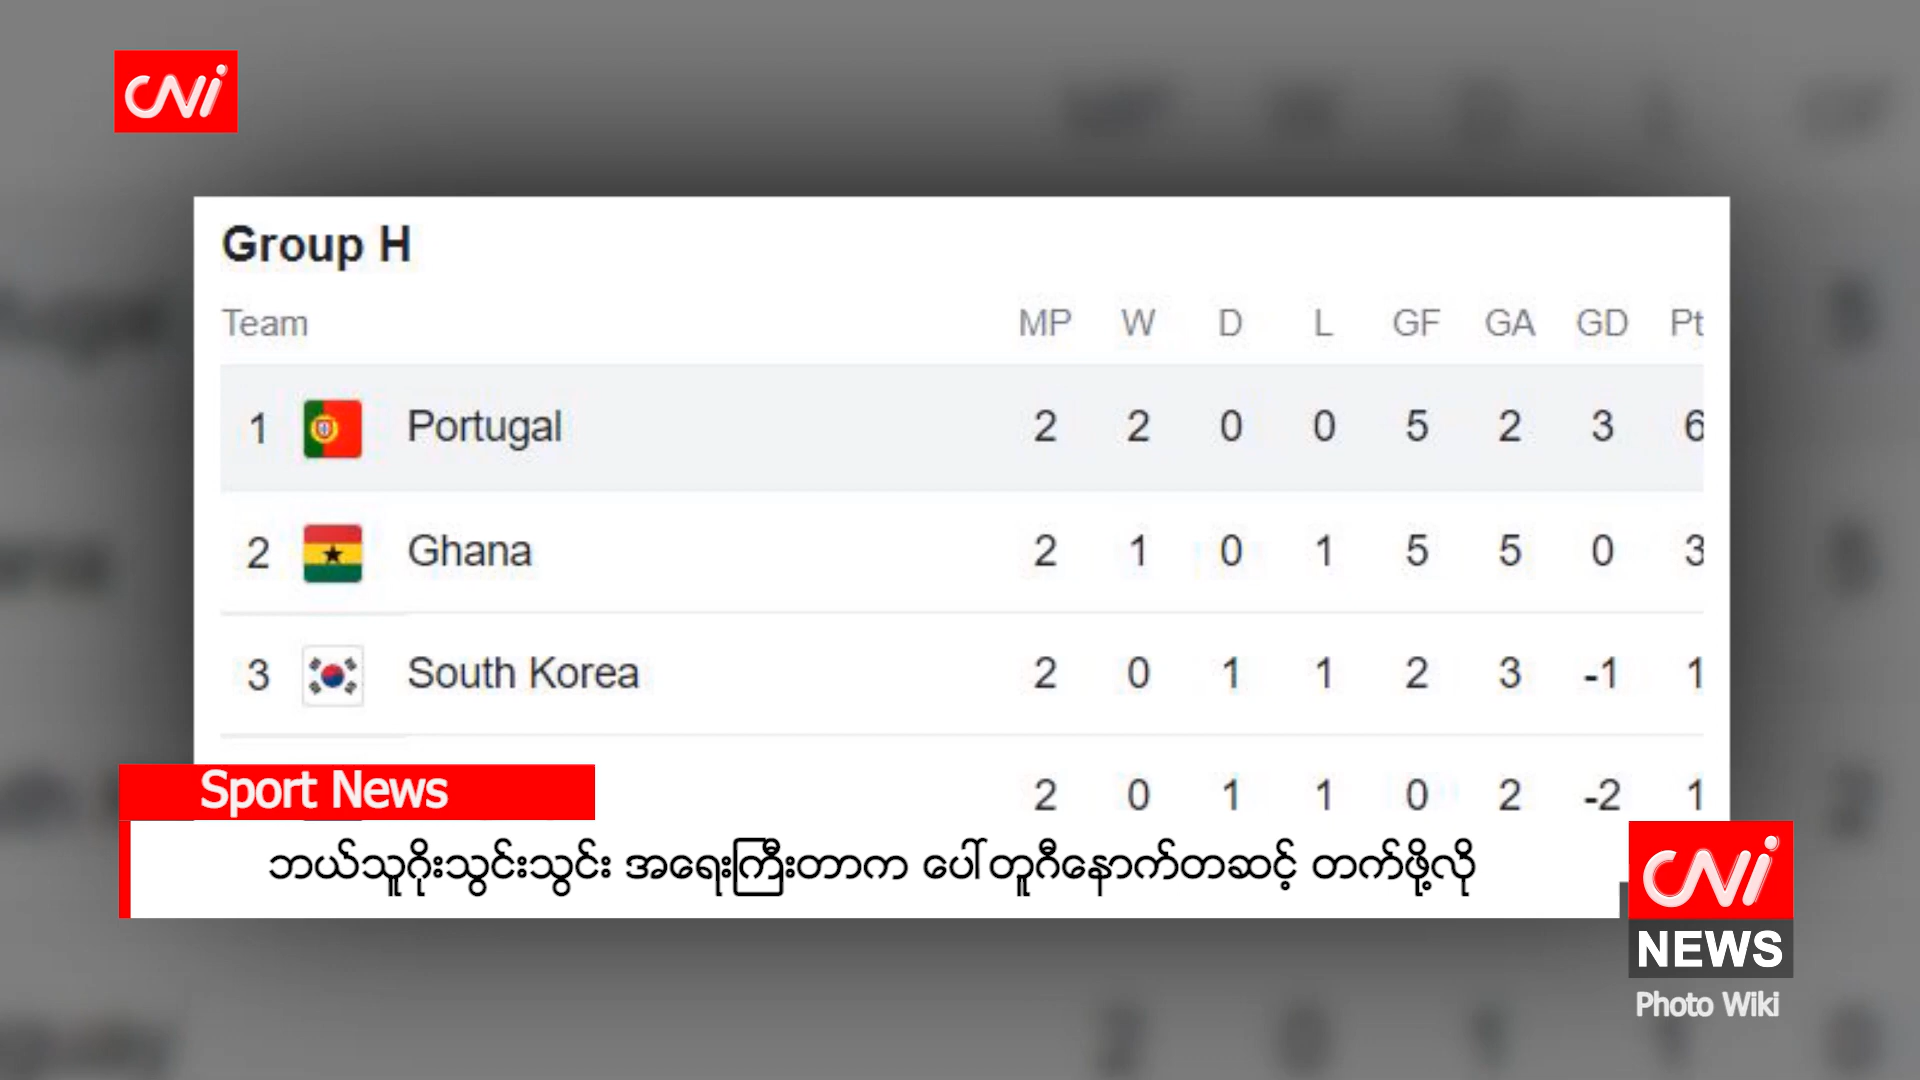 CNi
Group H
Team MP W D L GF GA GD Pt
1 Portugal 2 2 0 0 5 2 3 6
2 Ghana 2 1 0 1 5 5 0 3
3 South Korea 2 0 1 1 2 3 -1 1
2 0 1 1 0 2 -2 1
Sport News
ဘယ်သူဂိုးသွင်းသွင်း အရေးကြီးတာက ပေါ်တူဂီနောက်တဆင့် တက်ဖို့လို
CNi
NEWS
Photo Wiki